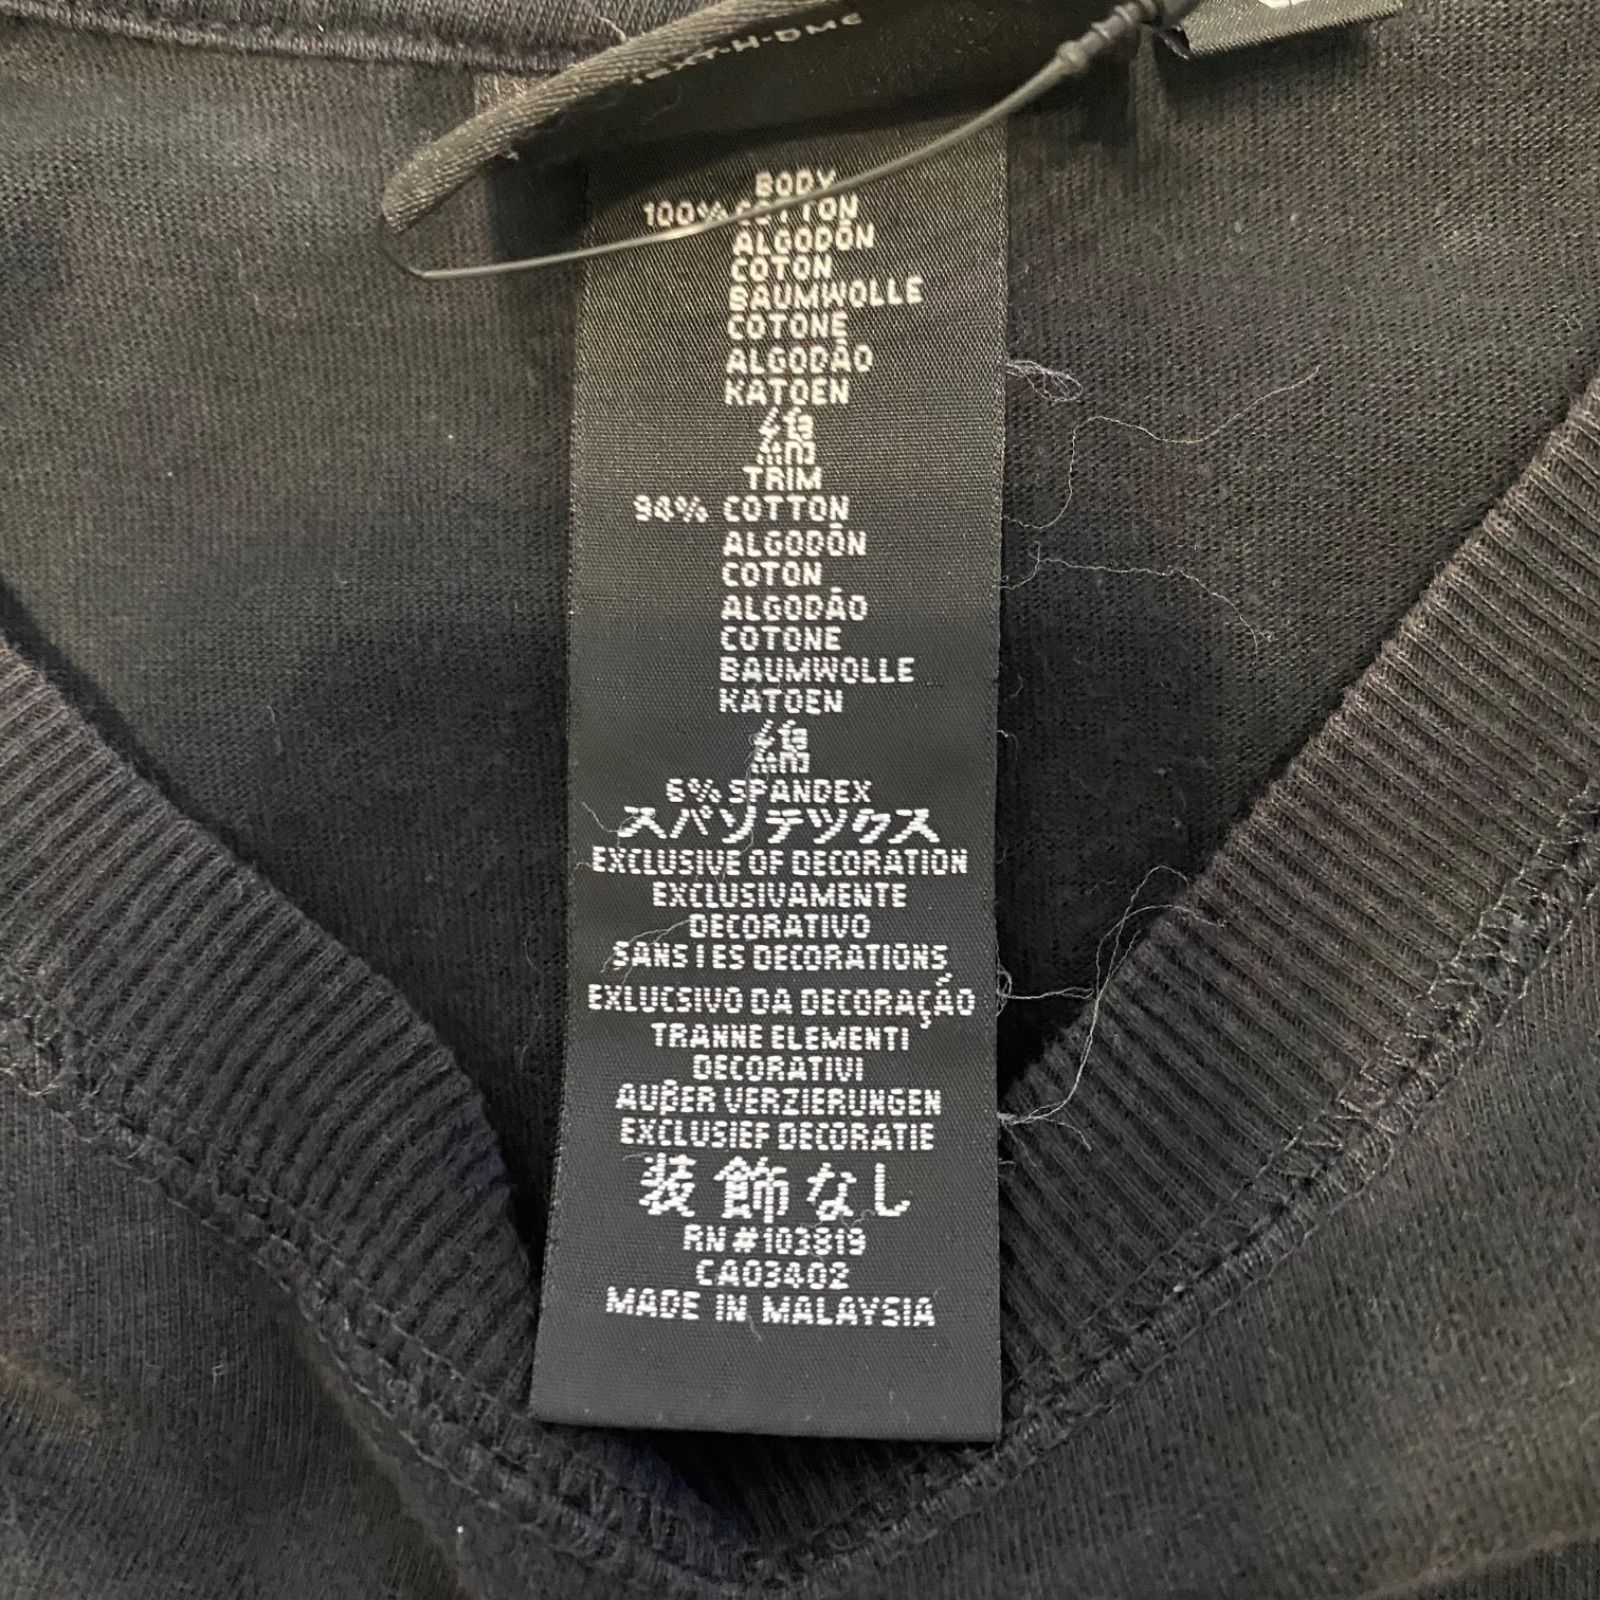 BODY
100% COTTON
ALGODÓN
COTON
BAUMWOLLE
COTONE
ALGODÃO
KATOEN
綿
TRIM
94% COTTON
ALGODÓN
COTON
ALGODÃO
COTONE
BAUMWOLLE
KATOEN
綿
6% SPANDEX
スパンテックス
EXCLUSIVE OF DECORATION
EXCLUSIVAMENTE
DECORATIVO
SANS LES DECORATIONS
EXLUCSIVO DA DECORAÇÃO
TRANNE ELEMENTI
DECORATIVI
AUßER VERZIERUNGEN
EXCLUSIEF DECORATIE
装飾なし
RN #103819
CA03402
MADE IN MALAYSIA